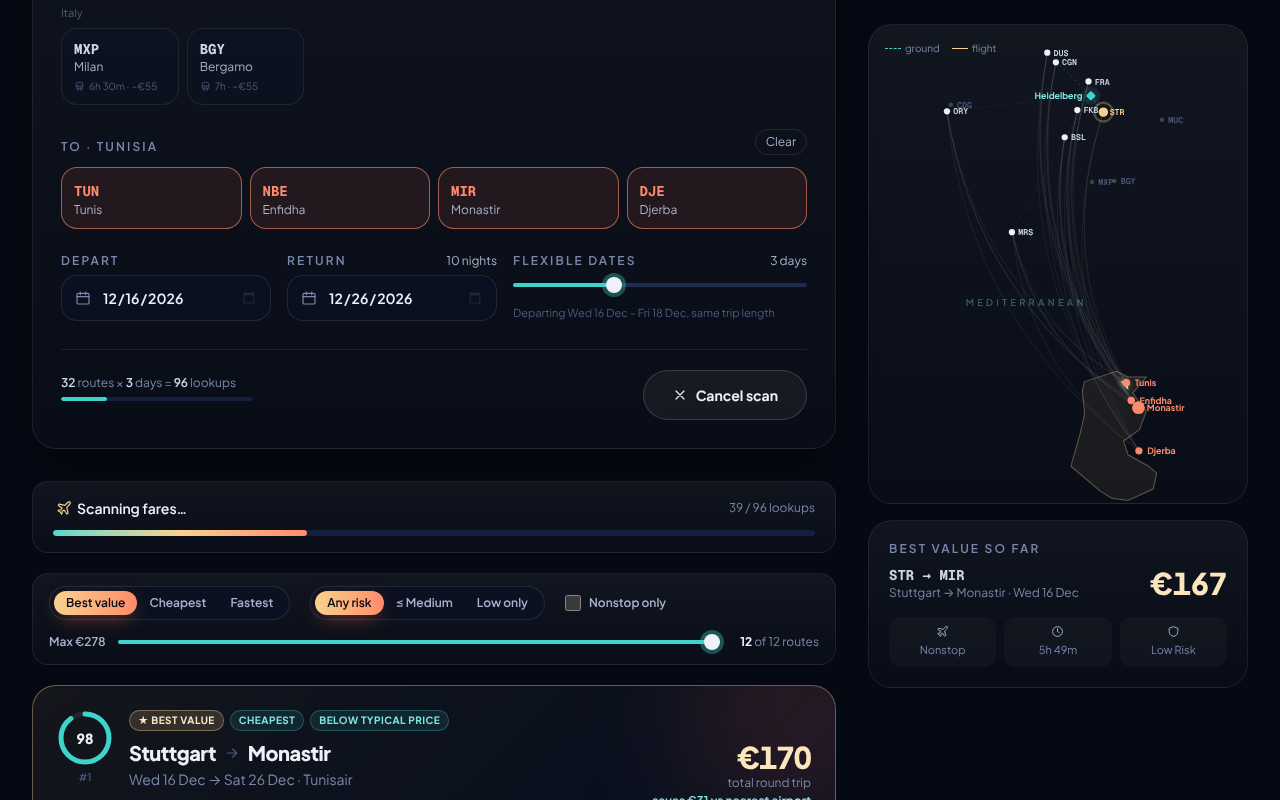 Italy
MXP
Milan
6h 30m · ~€55
BGY
Bergamo
7h · ~€55
TO · TUNISIA
Clear
TUN
Tunis
NBE
Enfidha
MIR
Monastir
DJE
Djerba
DEPART
12/16/2026
RETURN
10 nights
12/26/2026
FLEXIBLE DATES
3 days
Departing Wed 16 Dec – Fri 18 Dec, same trip length
32 routes × 3 days = 96 lookups
Cancel scan
Scanning fares…
39 / 96 lookups
Best value
Cheapest
Fastest
Any risk
≤ Medium
Low only
Nonstop only
Max €278
12 of 12 routes
98
#1
★ BEST VALUE
CHEAPEST
BELOW TYPICAL PRICE
Stuttgart → Monastir
Wed 16 Dec → Sat 26 Dec · Tunisair
€170
total round trip
saves €31 vs nearest airport
ground
flight
DUS
CGN
FRA
Heidelberg
CDG
ORY
FKB
STR
MUC
BSL
MXP
BGY
MRS
MEDITERRANEAN
Tunis
Enfidha
Monastir
Djerba
BEST VALUE SO FAR
STR → MIR
Stuttgart → Monastir · Wed 16 Dec
€167
Nonstop
5h 49m
Low Risk